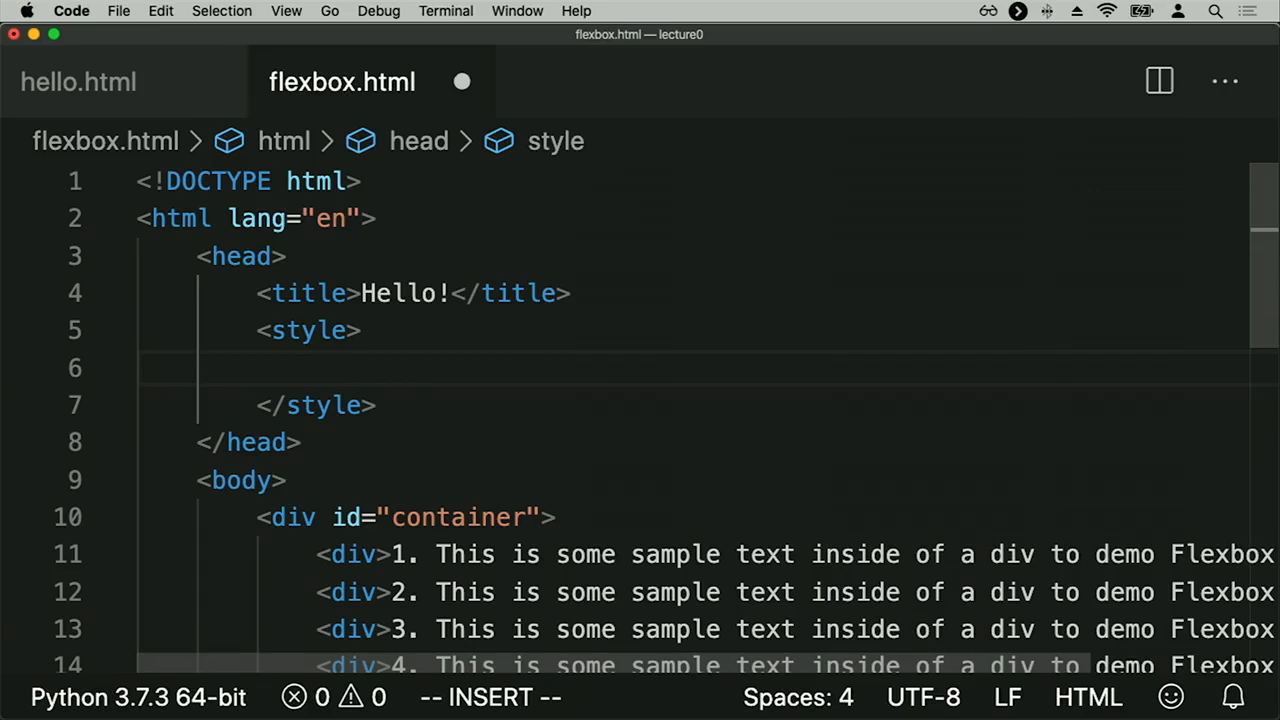 Code File Edit Selection View Go Debug Terminal Window Help
flexbox.html — lecture0
hello.html flexbox.html
flexbox.html > html > head > style
1 <!DOCTYPE html>
2 <html lang="en">
3 <head>
4 <title>Hello!</title>
5 <style>
6
7 </style>
8 </head>
9 <body>
10 <div id="container">
11 <div>1. This is some sample text inside of a div to demo Flexbox
12 <div>2. This is some sample text inside of a div to demo Flexbox
13 <div>3. This is some sample text inside of a div to demo Flexbox
14 <div>4. This is some sample text inside of a div to demo Flexbox
Python 3.7.3 64-bit 0 0 -- INSERT -- Spaces: 4 UTF-8 LF HTML